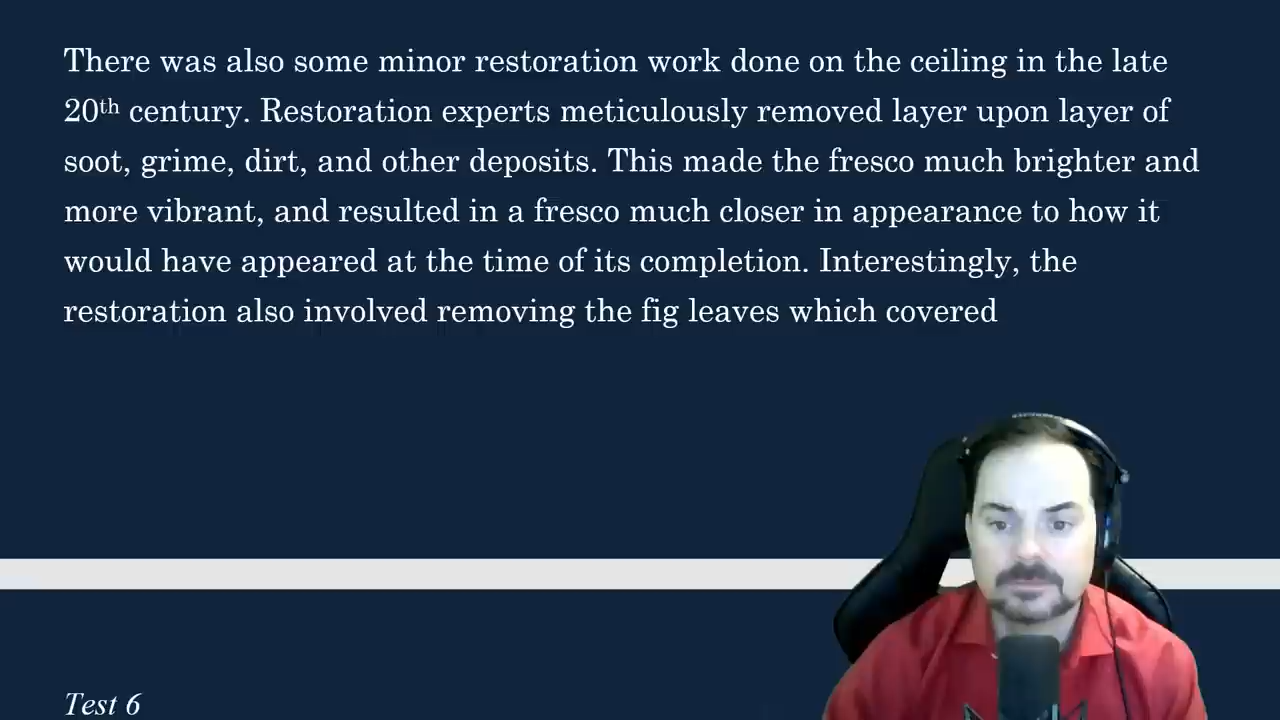 There was also some minor restoration work done on the ceiling in the late
20th century. Restoration experts meticulously removed layer upon layer of
soot, grime, dirt, and other deposits. This made the fresco much brighter and
more vibrant, and resulted in a fresco much closer in appearance to how it
would have appeared at the time of its completion. Interestingly, the
restoration also involved removing the fig leaves which covered
Test 6